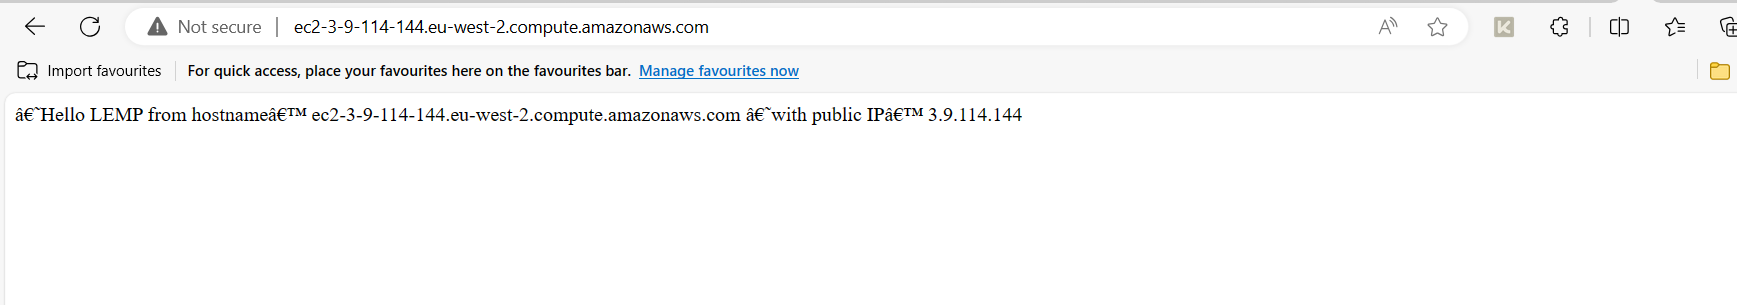 Not secure ec2-3-9-114-144.eu-west-2.compute.amazonaws.com A
K
Import favourites For quick access, place your favourites here on the favourites bar. Manage favourites now
â€˜Hello LEMP from hostnameâ€™ ec2-3-9-114-144.eu-west-2.compute.amazonaws.com â€˜with public IPâ€™ 3.9.114.144